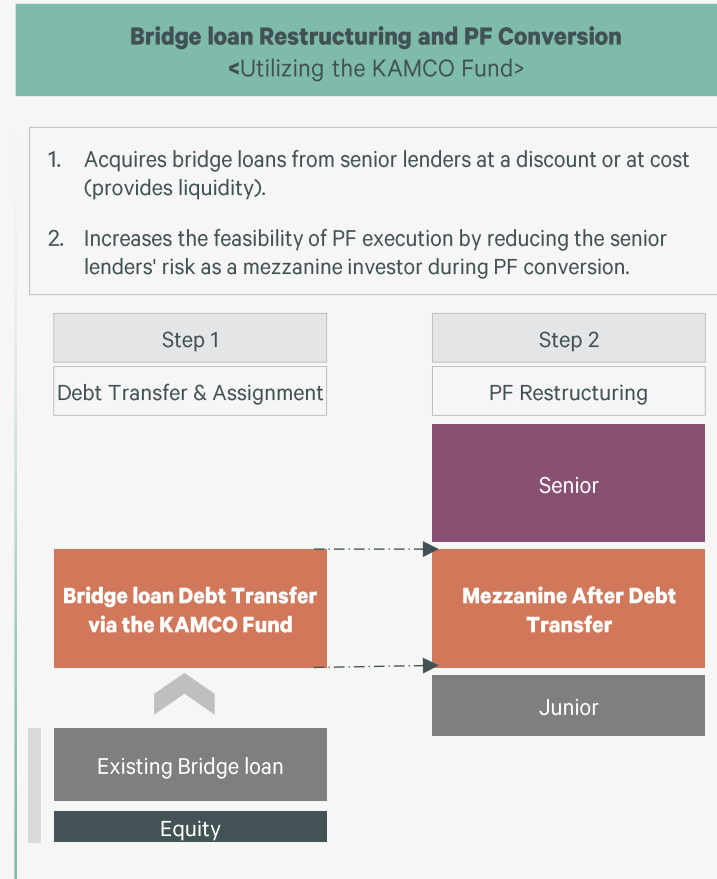 Bridge loan Restructuring and PF Conversion
<Utilizing the KAMCO Fund>
1. Acquires bridge loans from senior lenders at a discount or at cost
(provides liquidity).
2. Increases the feasibility of PF execution by reducing the senior
lenders' risk as a mezzanine investor during PF conversion.
Step 1
Debt Transfer & Assignment
Bridge loan Debt Transfer
via the KAMCO Fund
Existing Bridge loan
Equity
Step 2
PF Restructuring
Senior
Mezzanine After Debt
Transfer
Junior